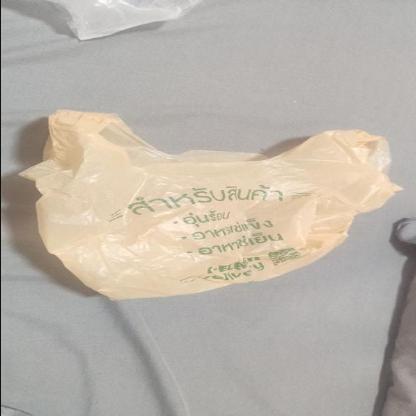 สำหรับสินค้า
· อุ่นร้อน
· อาหารแช่แข็ง
· อาหารแช่เย็น